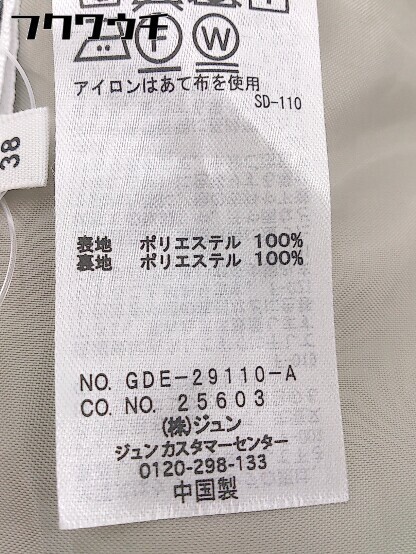 フクワウチ
F
W
アイロンはあて布を使用
SD-110
38
表地 ポリエステル 100%
裏地 ポリエステル 100%
NO. GDE-29110-A
CO. NO. 25603
(株)ジュン
ジュンカスタマーセンター
0120-298-133
中国製